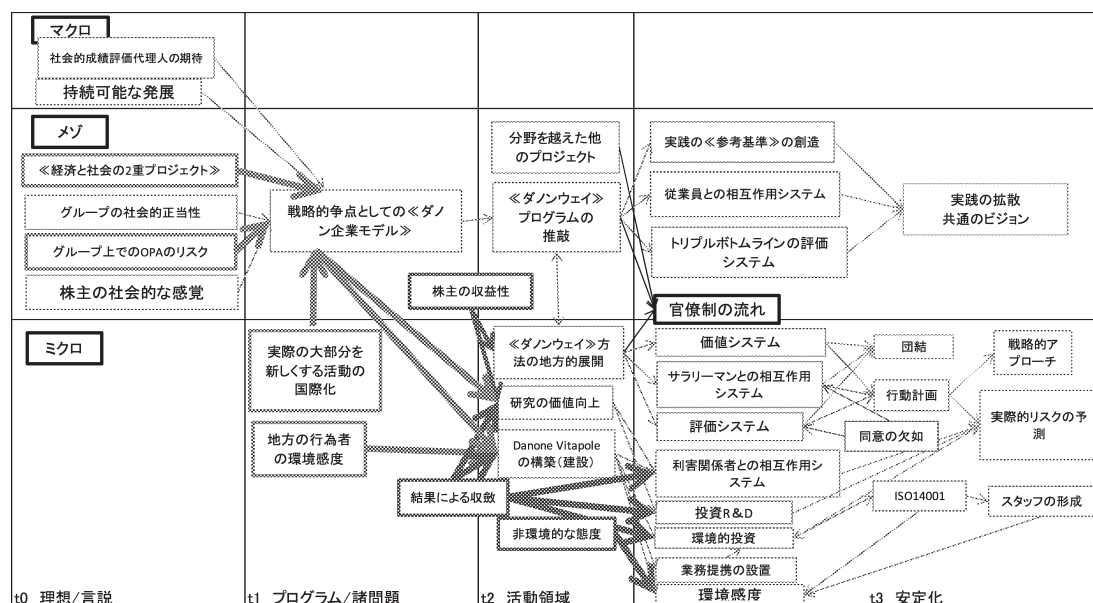 マクロ
社会的成績評価代理人の期待
持続可能な発展
メゾ
≪経済と社会の2重プロジェクト≫
グループの社会的正当性
グループ上でのOPAのリスク
株主の社会的な感覚
戦略的争点としての≪ダノ
ン企業モデル≫
分野を越えた他
のプロジェクト
≪ダノンウェイ≫
プログラムの
推敲
株主の収益性
実践の≪参考基準≫の創造
従業員との相互作用システム
トリプルボトムラインの評価
システム
実践の拡散
共通のビジョン
官僚制の流れ
ミクロ
実際の大部分を
新しくする活動の
国際化
地方の行為者
の環境感度
≪ダノンウェイ≫方
法の地方的展開
研究の価値向上
Danone Vitapole
の構築(建設)
結果による収斂
非環境的な態度
価値システム
サラリーマンとの相互作用
システム
評価システム
利害関係者との相互作用シ
ステム
投資R&D
環境的投資
業務提携の設置
環境感度
団結
行動計画
同意の欠如
ISO14001
戦略的ア
プローチ
実際的リスクの予
測
スタッフの形成
t0 理想/言説
t1 プログラム/諸問題
t2 活動領域
t3 安定化